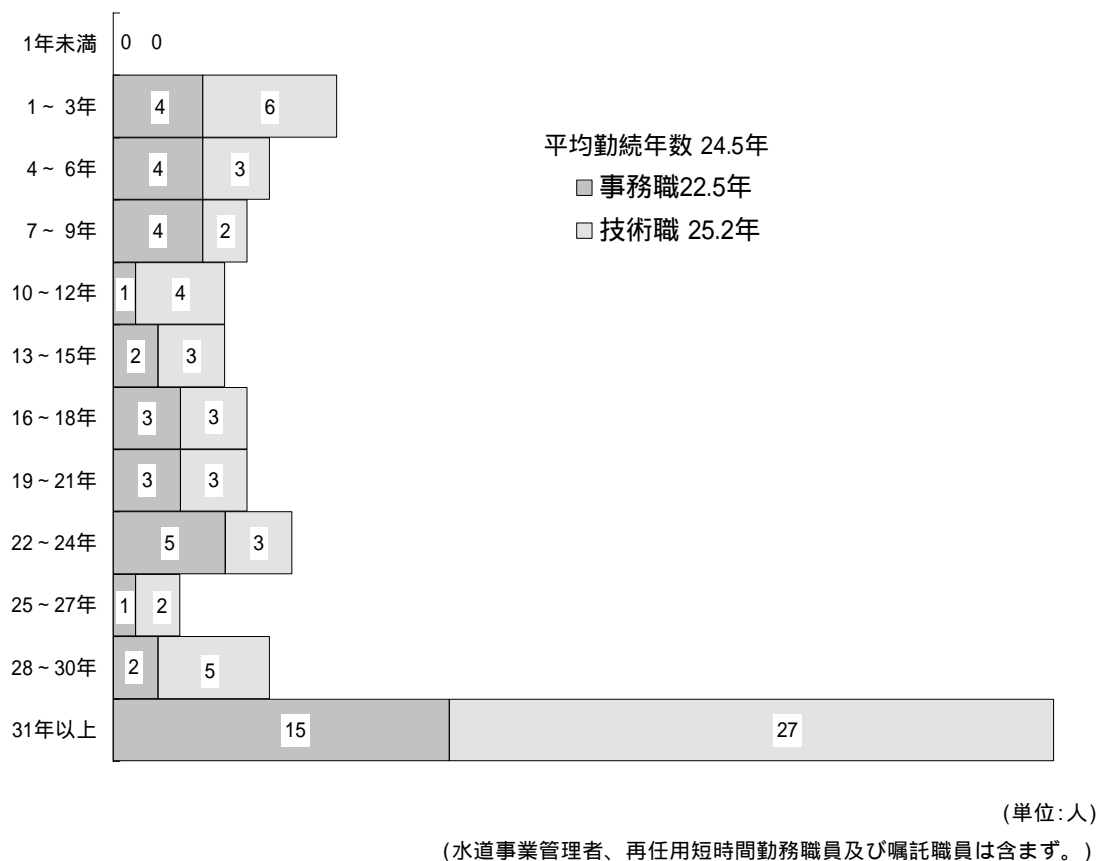 1年未満 0 0
1~ 3年 4 6
4~ 6年 4 3
7~ 9年 4 2
10~12年 1 4
13~15年 2 3
16~18年 3 3
19~21年 3 3
22~24年 5 3
25~27年 1 2
28~30年 2 5
31年以上 15 27
平均勤続年数 24.5年
事務職22.5年
技術職 25.2年
(単位:人)
(水道事業管理者、再任用短時間勤務職員及び嘱託職員は含まず。)